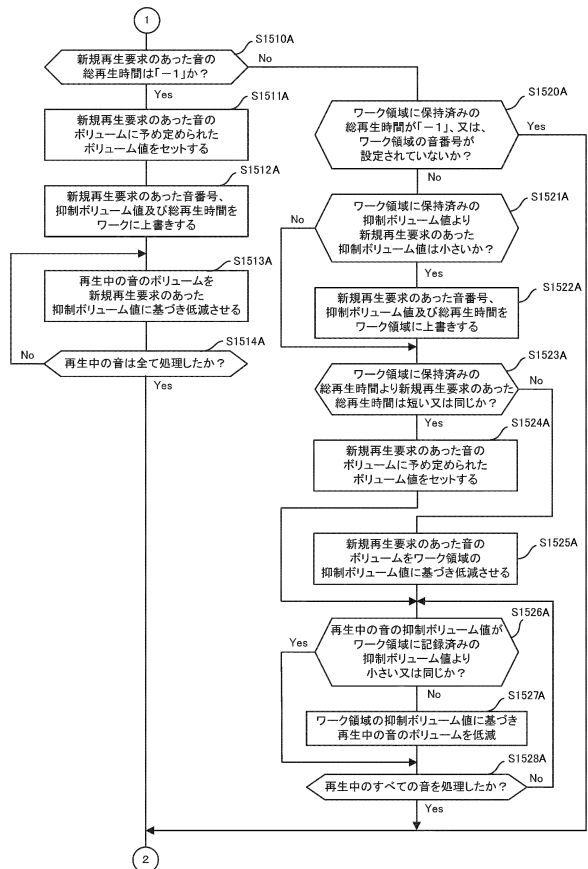 1
新規再生要求のあった音の
総再生時間は「－1」か？
S1510A
No
Yes
S1511A
新規再生要求のあった音の
ボリュームに予め定められた
ボリューム値をセットする
S1512A
新規再生要求のあった音番号、
抑制ボリューム値及び総再生時間を
ワークに上書きする
S1513A
再生中の音のボリュームを
新規再生要求のあった
抑制ボリューム値に基づき低減させる
S1514A
No
再生中の音は全て処理したか？
Yes
S1520A
ワーク領域に保持済みの
総再生時間が「－1」、又は、
ワーク領域の音番号が
設定されていないか？
Yes
No
S1521A
No
ワーク領域に保持済みの
抑制ボリューム値より
新規再生要求のあった
抑制ボリューム値は小さいか？
Yes
S1522A
新規再生要求のあった音番号、
抑制ボリューム値及び総再生時間を
ワーク領域に上書きする
S1523A
ワーク領域に保持済みの
総再生時間より新規再生要求のあった
総再生時間は短い又は同じか？
No
Yes
S1524A
新規再生要求のあった音の
ボリュームに予め定められた
ボリューム値をセットする
新規再生要求のあった音の
ボリュームをワーク領域の
抑制ボリューム値に基づき低減させる
S1525A
S1526A
Yes
再生中の音の抑制ボリューム値が
ワーク領域に記録済みの
抑制ボリューム値より
小さい又は同じか？
No
S1527A
ワーク領域の抑制ボリューム値に基づき
再生中の音のボリュームを低減
S1528A
再生中のすべての音を処理したか？
No
Yes
2